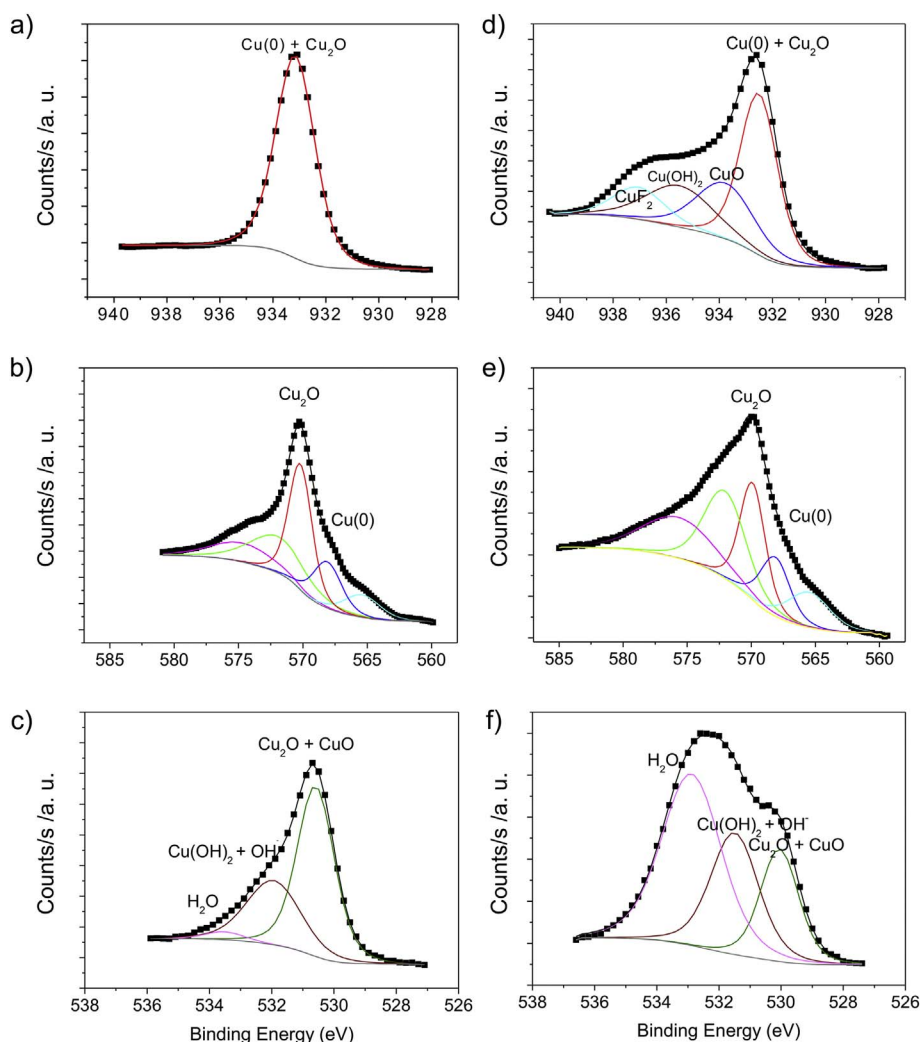 a)
Cu(0) + Cu₂O
Counts/s /a. u.
940 938 936 934 932 930 928
d)
Cu(0) + Cu₂O
Cu(OH)₂
CuO
CuF₂
Counts/s /a. u.
940 938 936 934 932 930 928
b)
Cu₂O
Cu(0)
Counts/s /a. u.
585 580 575 570 565 560
e)
Cu₂O
Cu(0)
Counts/s /a. u.
585 580 575 570 565 560
c)
Cu₂O + CuO
Cu(OH)₂ + OH⁻
H₂O
Counts/s /a. u.
538 536 534 532 530 528 526
Binding Energy (eV)
f)
H₂O
Cu(OH)₂ + OH⁻
Cu₂O + CuO
Counts/s /a. u.
538 536 534 532 530 528 526
Binding Energy (eV)